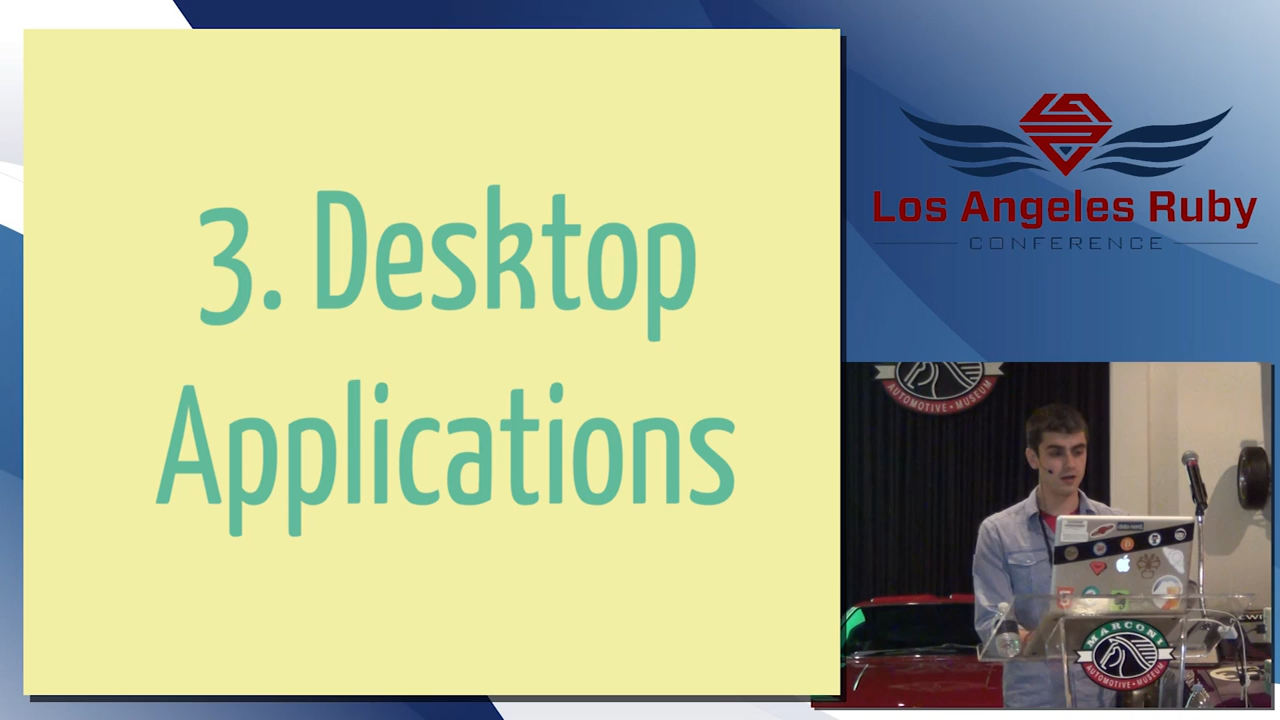 3. Desktop
Applications
Los Angeles Ruby
CONFERENCE
AUTOMOTIVE • MUSEUM
MARCONI
AUTOMOTIVE • MUSEUM